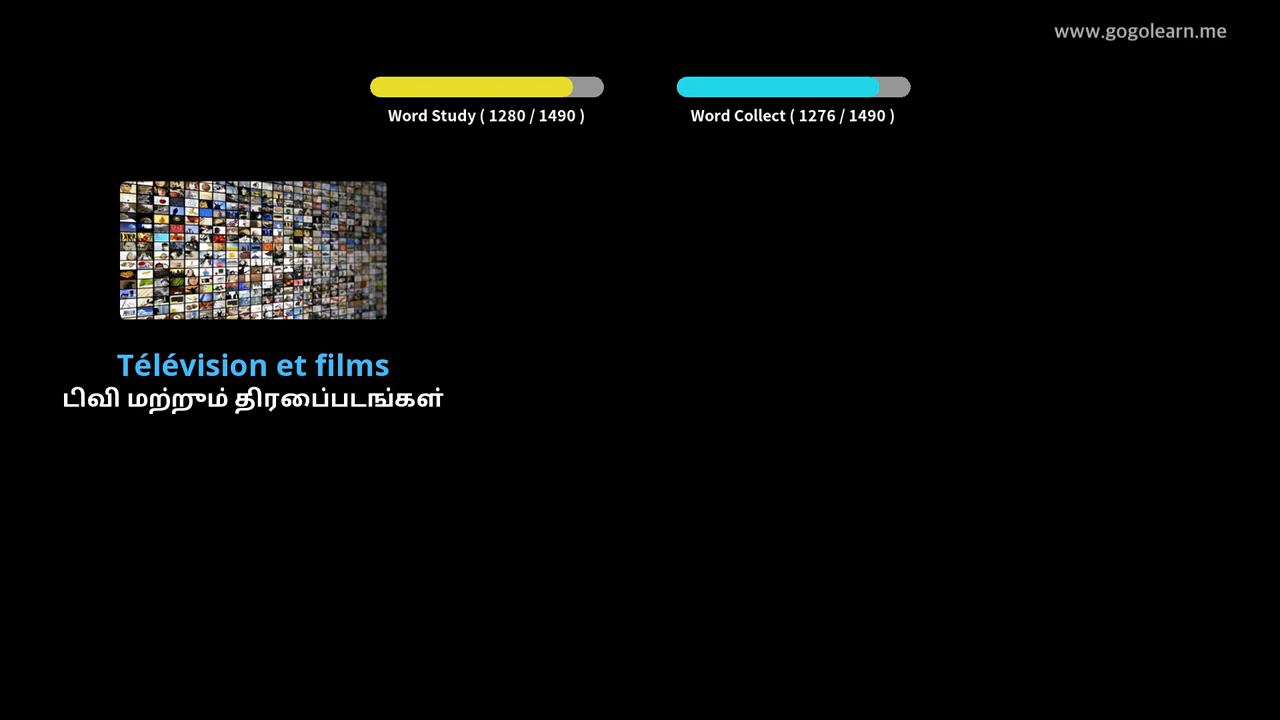 www.gogolearn.me
Word Study ( 1280 / 1490 )
Word Collect ( 1276 / 1490 )
Télévision et films
டிவி மற்றும் திரைப்படங்கள்